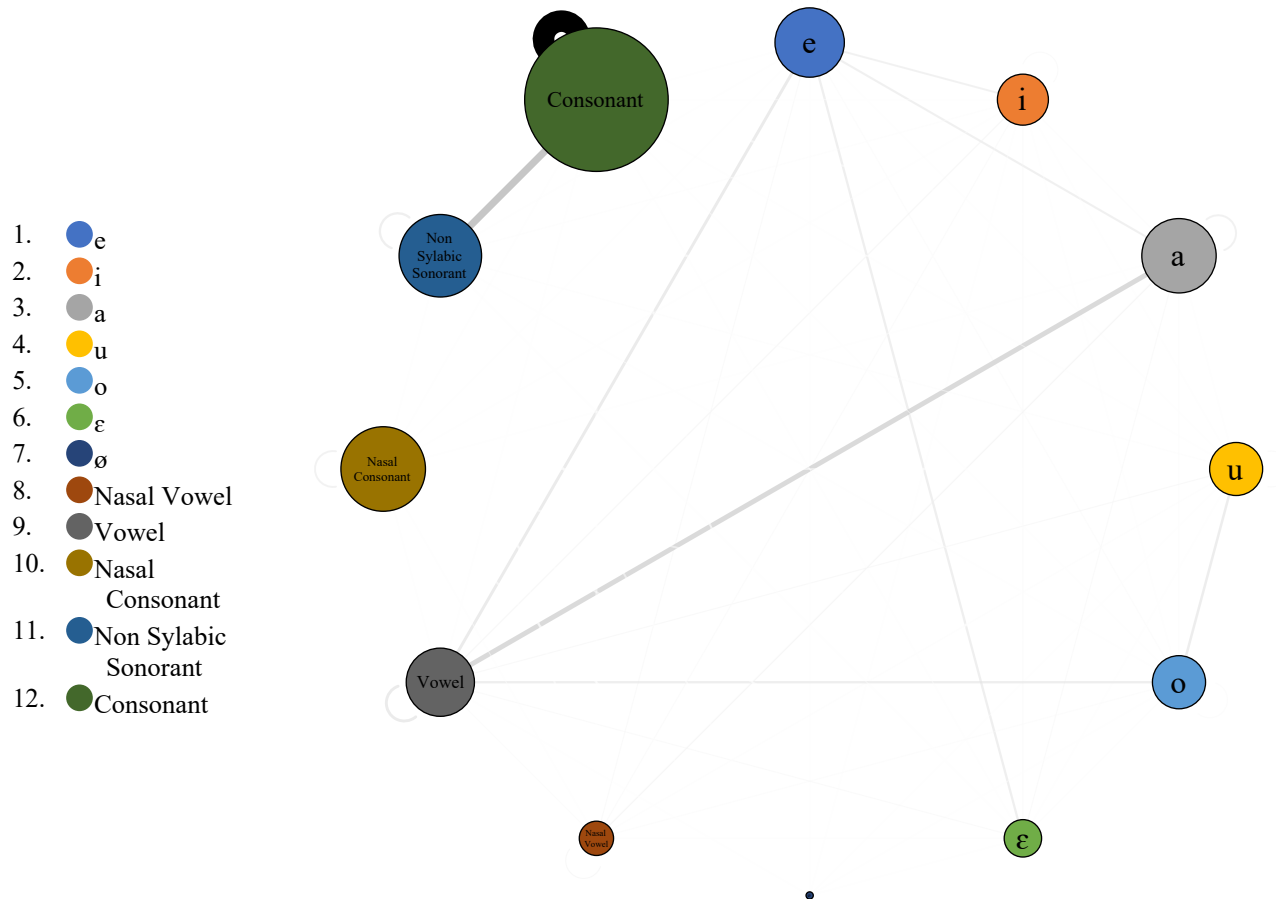 Consonant
e
i
Non
Sylabic
Sonorant
a
Nasal
Consonant
u
Vowel
o
Nasal
Vowel
ε
1. e
2. i
3. a
4. u
5. o
6. ε
7. ø
8. Nasal Vowel
9. Vowel
10. Nasal
Consonant
11. Non Sylabic
Sonorant
12. Consonant